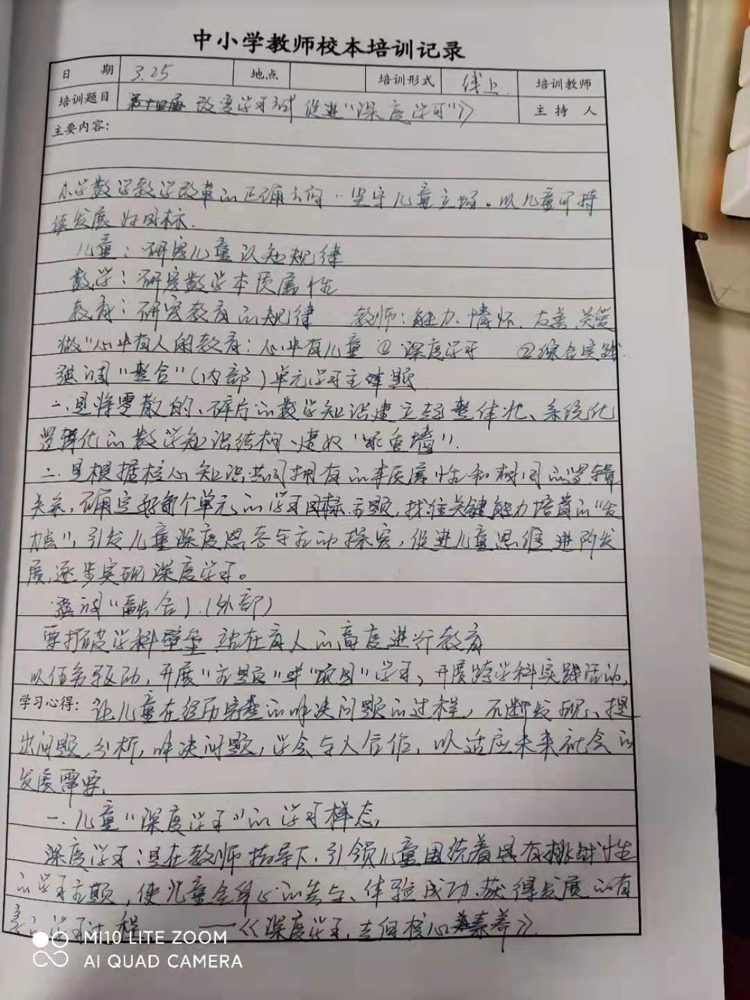 中小学教师校本培训记录
日 期 3.25 地点 培训形式 线上. 培训教师
培训题目 改变学习方式 促进"深度学习"》 主 持 人
主要内容:
小学数学教学改革的正确方向:坚守儿童立场。以儿童可持
续发展为目标.
儿童:研究儿童认知规律
数学:研究数学本质属性
教育:研究教育的规律 教师:能力、情怀、友善、关爱
做"心中有人的教育:心中有儿童 ① 深度学习 ②综合实践
强调"整合"(内部)单元学习主题
一.是将零散的、碎片的数学知识建立起整体化、系统化
逻辑化的数学知识结构、建好"承重墙".
二.是根据核心知识共同拥有的本质属性和相同的逻辑
关系,确定好每个单元的学习目标主题,找准关键能力培育的"发
力点",引发儿童深度思考与主动探究,促进儿童思维进阶发
展,逐步实现深度学习。
强调"融合).(外部)
要打破学科壁垒 站在育人的高度进行教育
以任务驱动,开展"主题"或"项目"学习,开展跨学科实践活动,
学习心得: 让儿童在经历完整的解决问题的过程,不断发现、提
出问题,分析,解决问题,学会与人合作,以适应未来社会的
发展需要.
一.儿童"深度学习"的学习样态,
深度学习:是在教师指导下,引领儿童围绕着具有挑战性
的学习主题,使儿童全身心的参与、体验成功、获得发展的有
意 的学习过程 ——《深度学习,走向核心素养》.
MI10 LITE ZOOM
AI QUAD CAMERA